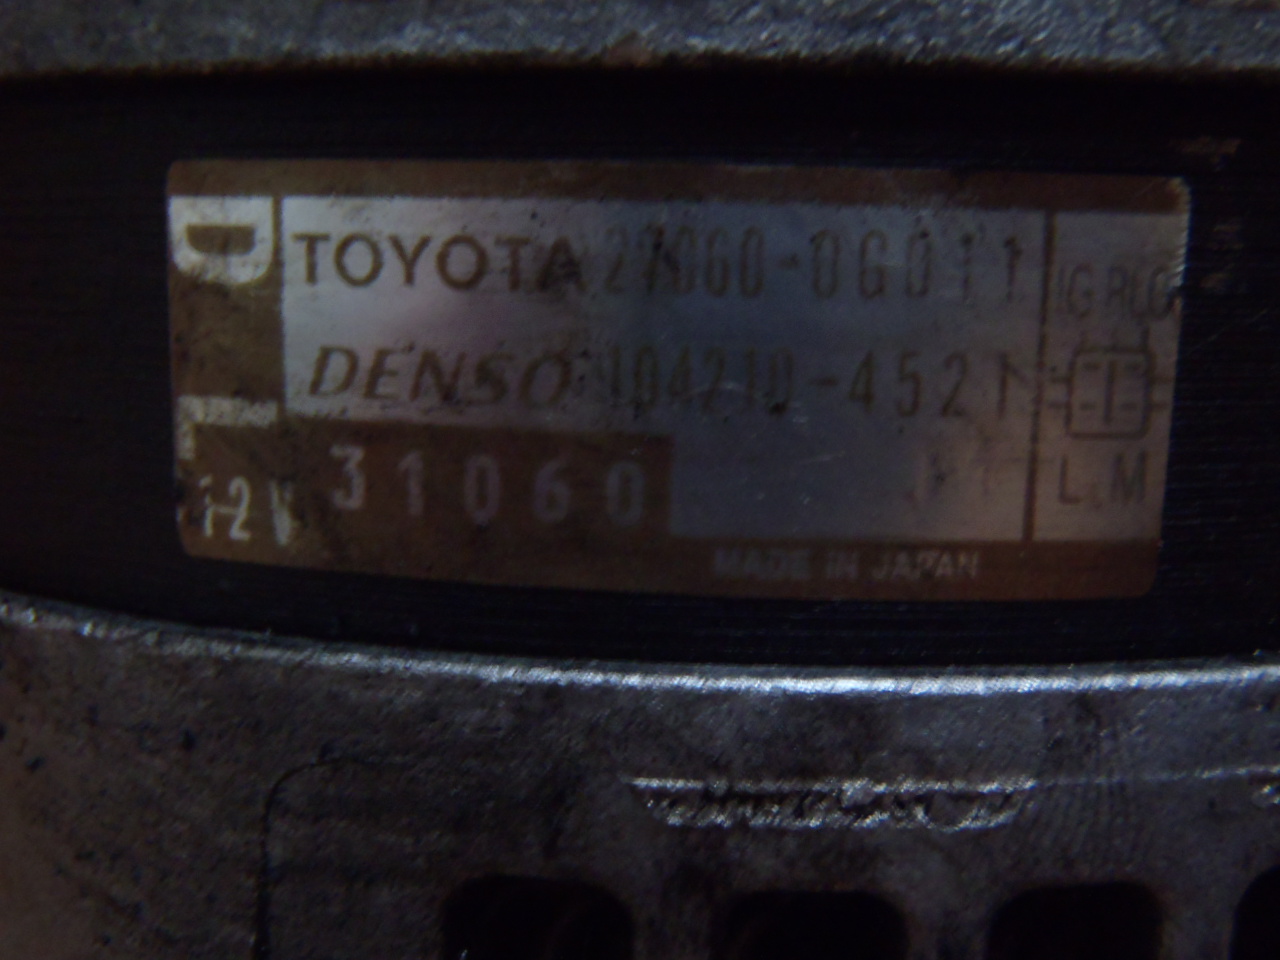 TOYOTA 27060-0G011
DENSO 104210-4521
IG RLO
L M
12V 31060
MADE IN JAPAN